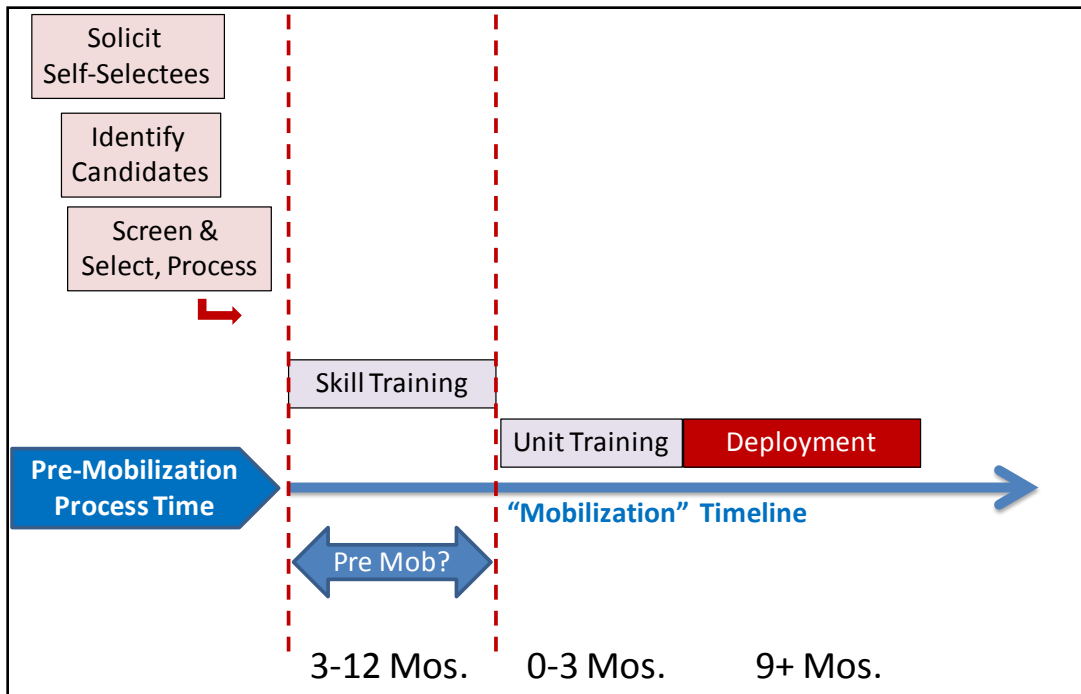 Solicit
Self-Selectees
Identify
Candidates
Screen &
Select, Process
Skill Training
Unit Training
Deployment
Pre-Mobilization
Process Time
“Mobilization” Timeline
Pre Mob?
3-12 Mos.
0-3 Mos.
9+ Mos.